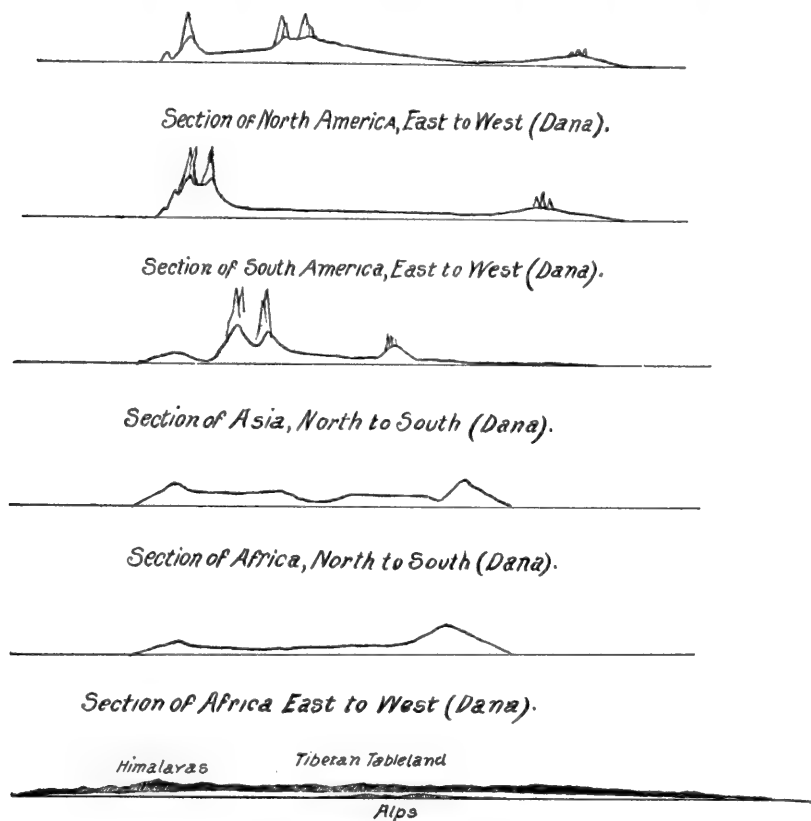 Section of North America, East to West (Dana).
Section of South America, East to West (Dana).
Section of Asia, North to South (Dana).
Section of Africa, North to South (Dana).
Section of Africa East to West (Dana).
Himalayas
Tibetan Tableland
Alps